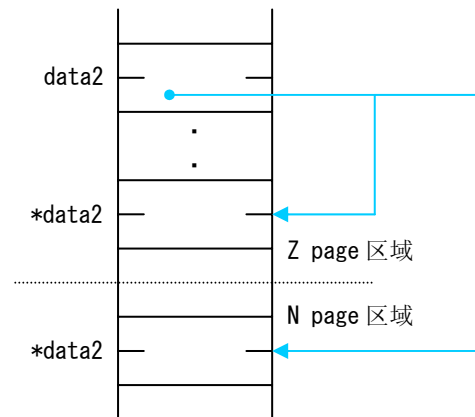 data2
*data2
Z page 区域
N page 区域
*data2